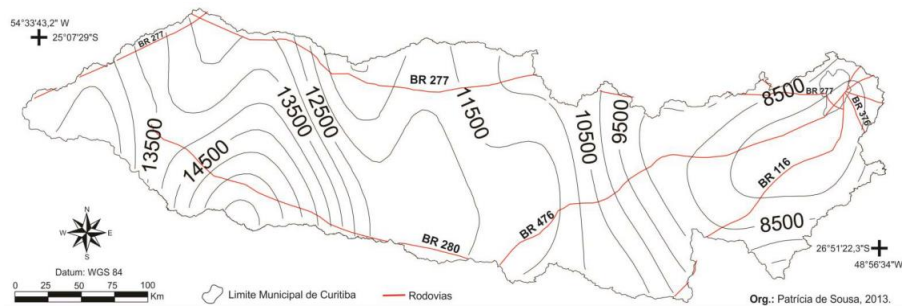 54°33'43,2" W
25°07'29"S
BR 277
BR 277
11500
12500
13500
13500
14500
10500
9500
8500
BR 277
BR 376
BR 116
BR 476
BR 280
8500
26°51'22,3"S
48°56'34"W
N
W
E
S
Datum: WGS 84
0 25 50 75 100
Km
Limite Municipal de Curitiba
Rodovias
Org.: Patrícia de Sousa, 2013.